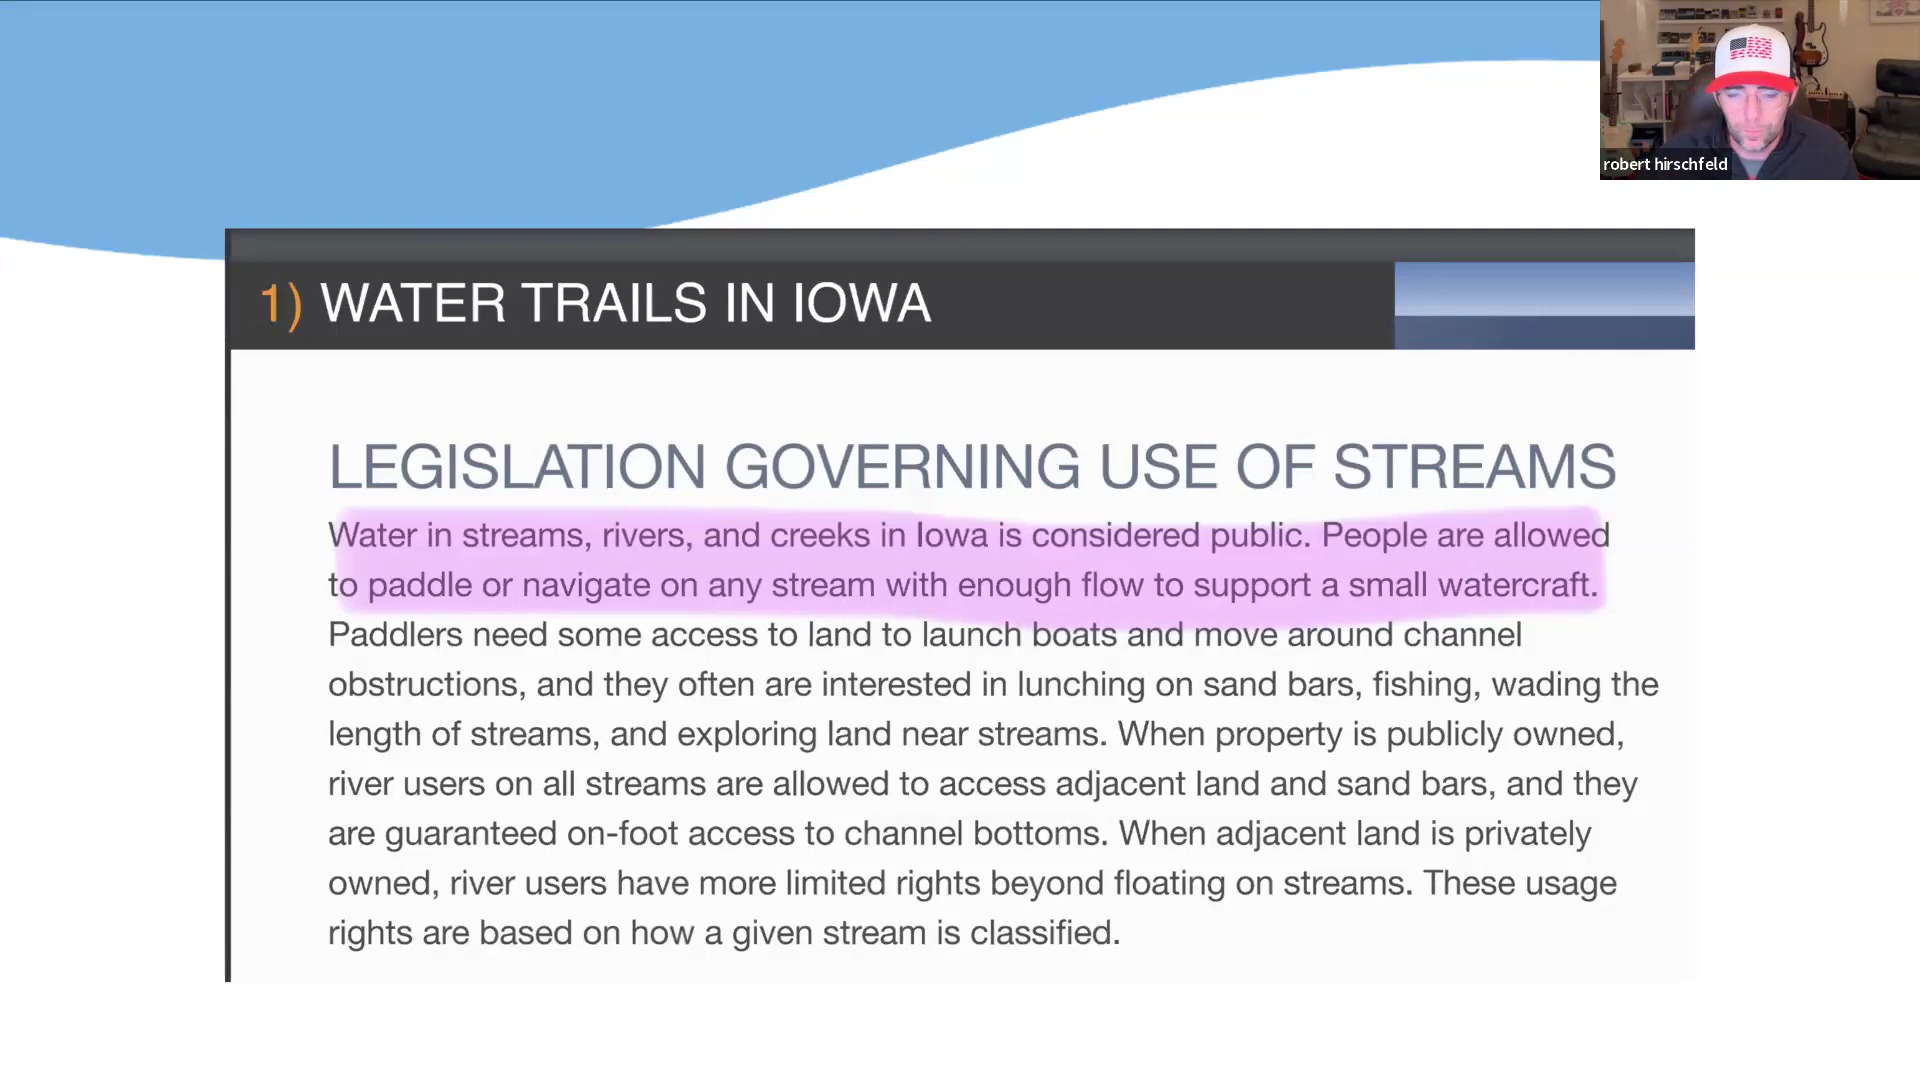 robert hirschfeld
1) WATER TRAILS IN IOWA
LEGISLATION GOVERNING USE OF STREAMS
Water in streams, rivers, and creeks in Iowa is considered public. People are allowed
to paddle or navigate on any stream with enough flow to support a small watercraft.
Paddlers need some access to land to launch boats and move around channel
obstructions, and they often are interested in lunching on sand bars, fishing, wading the
length of streams, and exploring land near streams. When property is publicly owned,
river users on all streams are allowed to access adjacent land and sand bars, and they
are guaranteed on-foot access to channel bottoms. When adjacent land is privately
owned, river users have more limited rights beyond floating on streams. These usage
rights are based on how a given stream is classified.